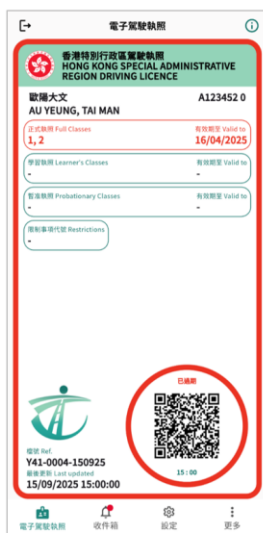 電子駕駛執照
香港特別行政區駕駛執照
HONG KONG SPECIAL ADMINISTRATIVE
REGION DRIVING LICENCE
歐陽大文 A123452 0
AU YEUNG, TAI MAN
正式執照 Full Classes 有效期至 Valid to
1, 2 16/04/2025
學習執照 Learner's Classes 有效期至 Valid to
- -
暫准執照 Probationary Classes 有效期至 Valid to
- -
限制事項代號 Restrictions
-
已過期
15:00
檔號 Ref.
Y41-0004-150925
最後更新 Last updated
15/09/2025 15:00:00
電子駕駛執照 收件箱 設定 更多